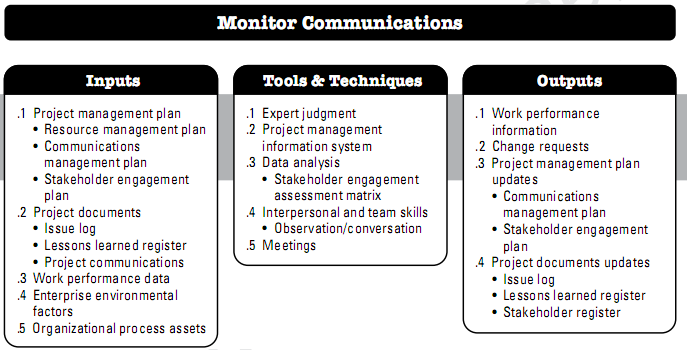 Monitor Communications
Inputs
.1 Project management plan
• Resource management plan
• Communications
management plan
• Stakeholder engagement
plan
.2 Project documents
• Issue log
• Lessons learned register
• Project communications
.3 Work performance data
.4 Enterprise environmental
factors
.5 Organizational process assets
Tools & Techniques
.1 Expert judgment
.2 Project management
information system
.3 Data analysis
• Stakeholder engagement
assessment matrix
.4 Interpersonal and team skills
• Observation/conversation
.5 Meetings
Outputs
.1 Work performance
information
.2 Change requests
.3 Project management plan
updates
• Communications
management plan
• Stakeholder engagement
plan
.4 Project documents updates
• Issue log
• Lessons learned register
• Stakeholder register